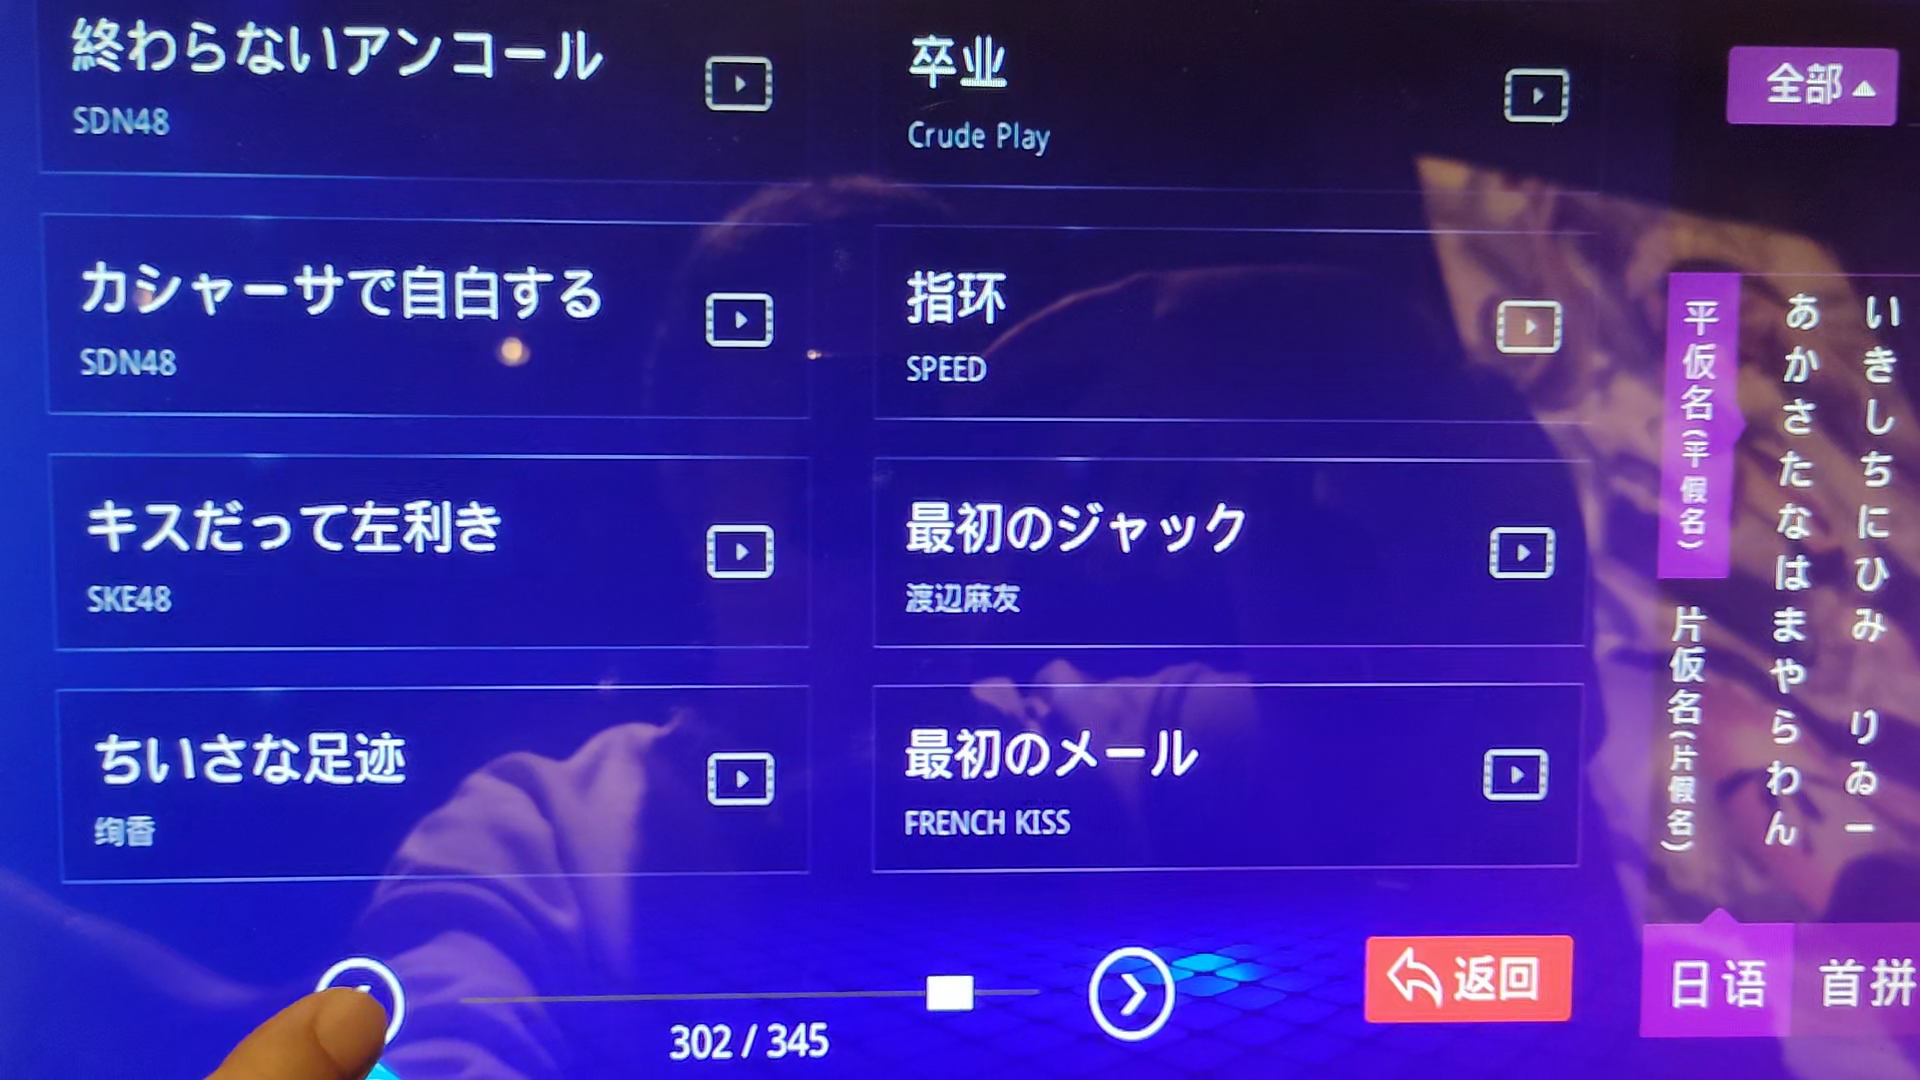 終わらないアンコール
SDN48
卒业
Crude Play
カシャーサで自白する
SDN48
指环
SPEED
キスだって左利き
SKE48
最初のジャック
渡辺麻友
ちいさな足迹
绚香
最初のメール
FRENCH KISS
302 / 345
返回
全部
平仮名(平假名)
片仮名(片假名)
あかさたなはまやらわん
いきしちにひみ りゐー
日语
首拼